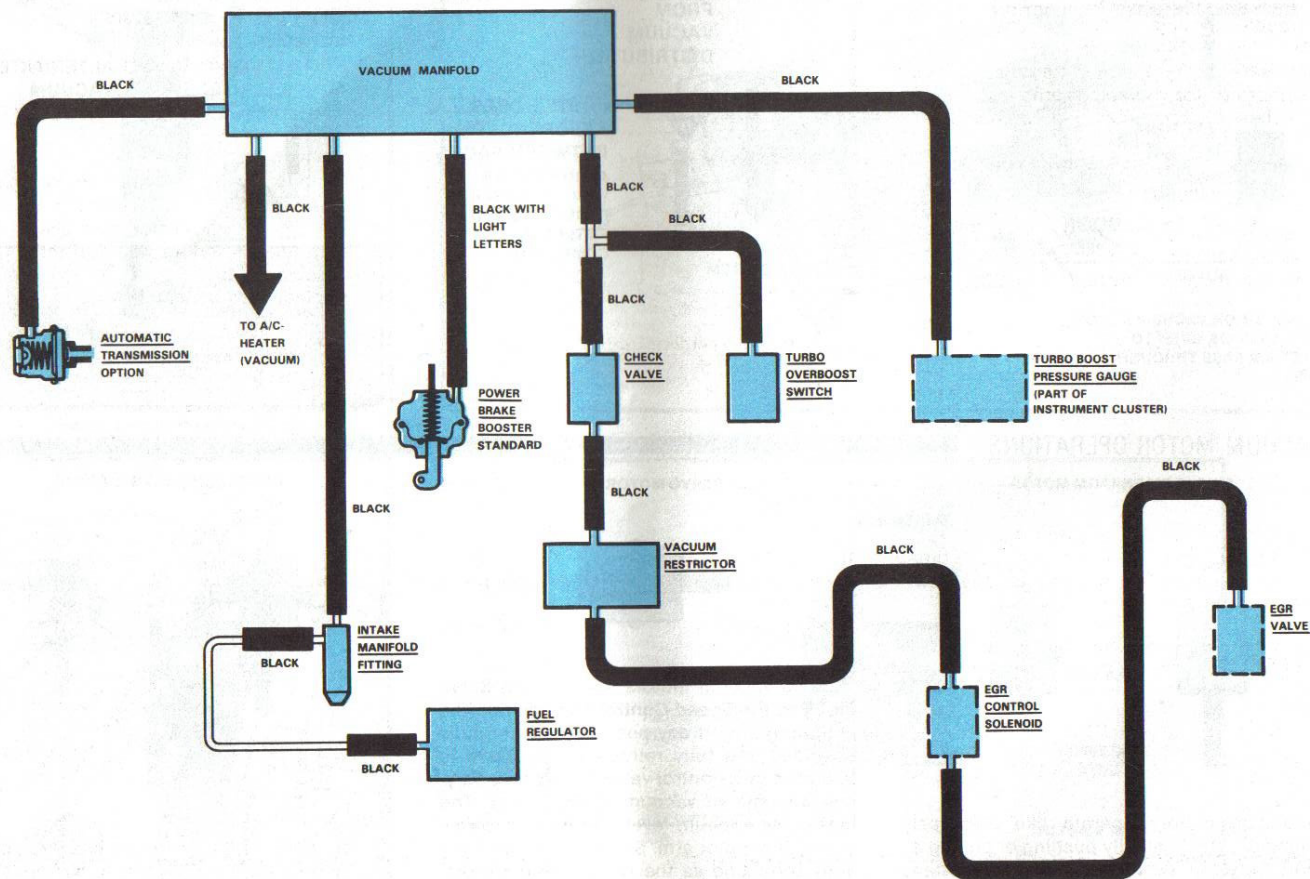 FROM
VACUUM
VACUUM MANIFOLD
BLACK
BLACK
BLACK
BLACK WITH
LIGHT
LETTERS
BLACK
BLACK
BLACK
TO A/C-
HEATER
(VACUUM)
AUTOMATIC
TRANSMISSION
OPTION
POWER
BRAKE
BOOSTER
STANDARD
CHECK
VALVE
TURBO
OVERBOOST
SWITCH
TURBO BOOST
PRESSURE GAUGE
(PART OF
INSTRUMENT CLUSTER)
BLACK
BLACK
BLACK
BLACK
VACUUM
RESTRICTOR
INTAKE
MANIFOLD
FITTING
BLACK
EGR
VALVE
EGR
CONTROL
SOLENOID
FUEL
REGULATOR
BLACK